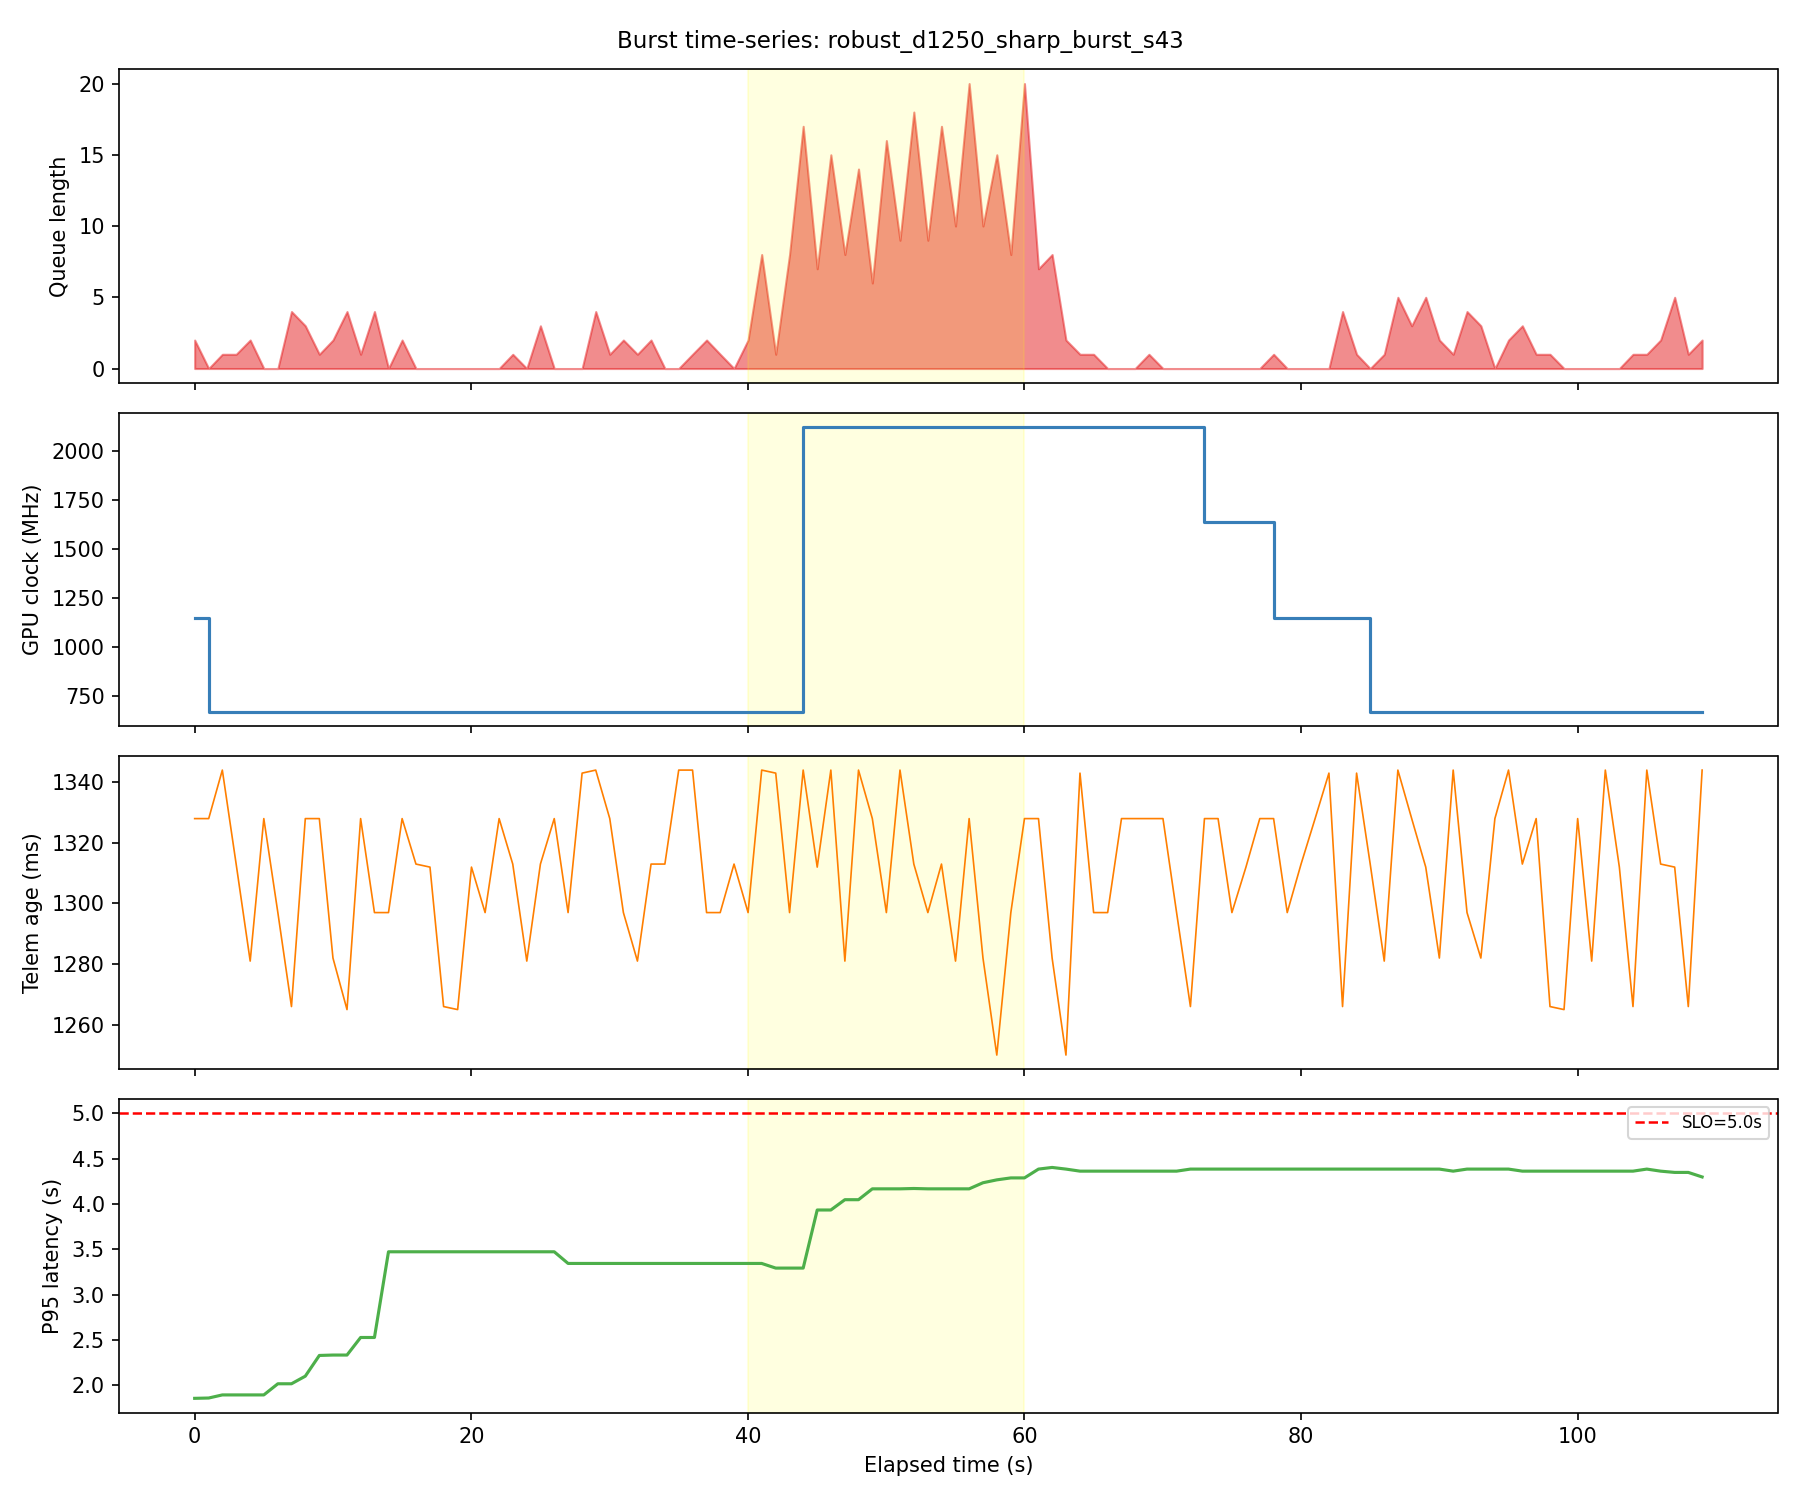 Burst time-series: robust_d1250_sharp_burst_s43
20
15
10
5
0
Queue length
2000
1750
1500
1250
1000
750
GPU clock (MHz)
1340
1320
1300
1280
1260
Telem age (ms)
5.0
4.5
4.0
3.5
3.0
2.5
2.0
P95 latency (s)
SLO=5.0s
0 20 40 60 80 100
Elapsed time (s)